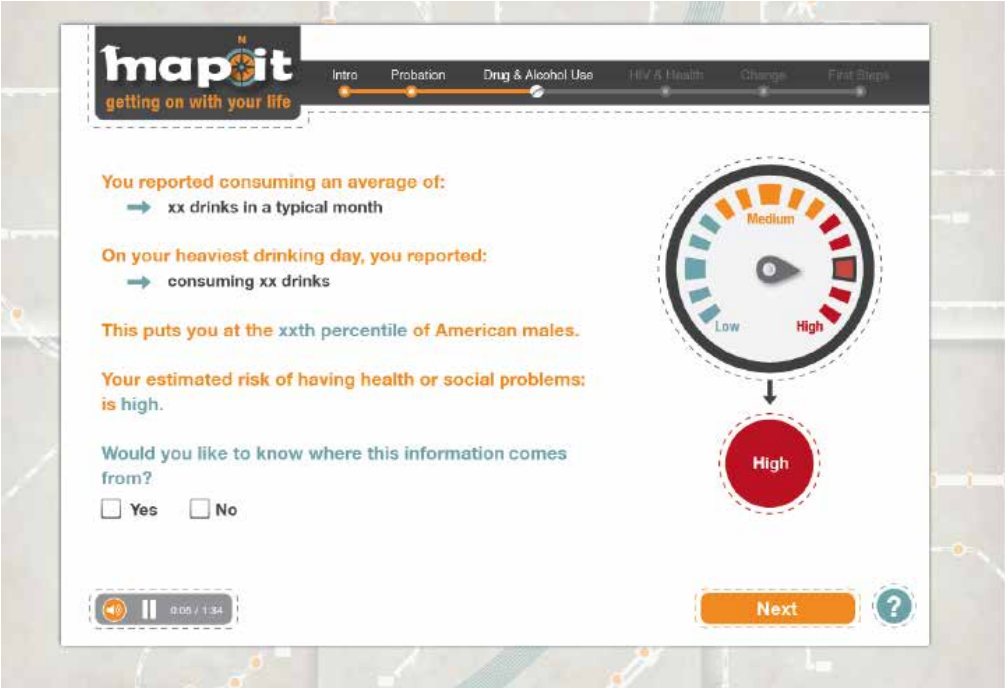 N
mapit
getting on with your life
Intro Probation Drug & Alcohol Use HIV & Health Change First Steps
You reported consuming an average of:
xx drinks in a typical month
On your heaviest drinking day, you reported:
consuming xx drinks
This puts you at the xxth percentile of American males.
Your estimated risk of having health or social problems:
is high.
Would you like to know where this information comes
from?
Yes No
Medium
Low High
High
0:05 / 1:34
Next
?